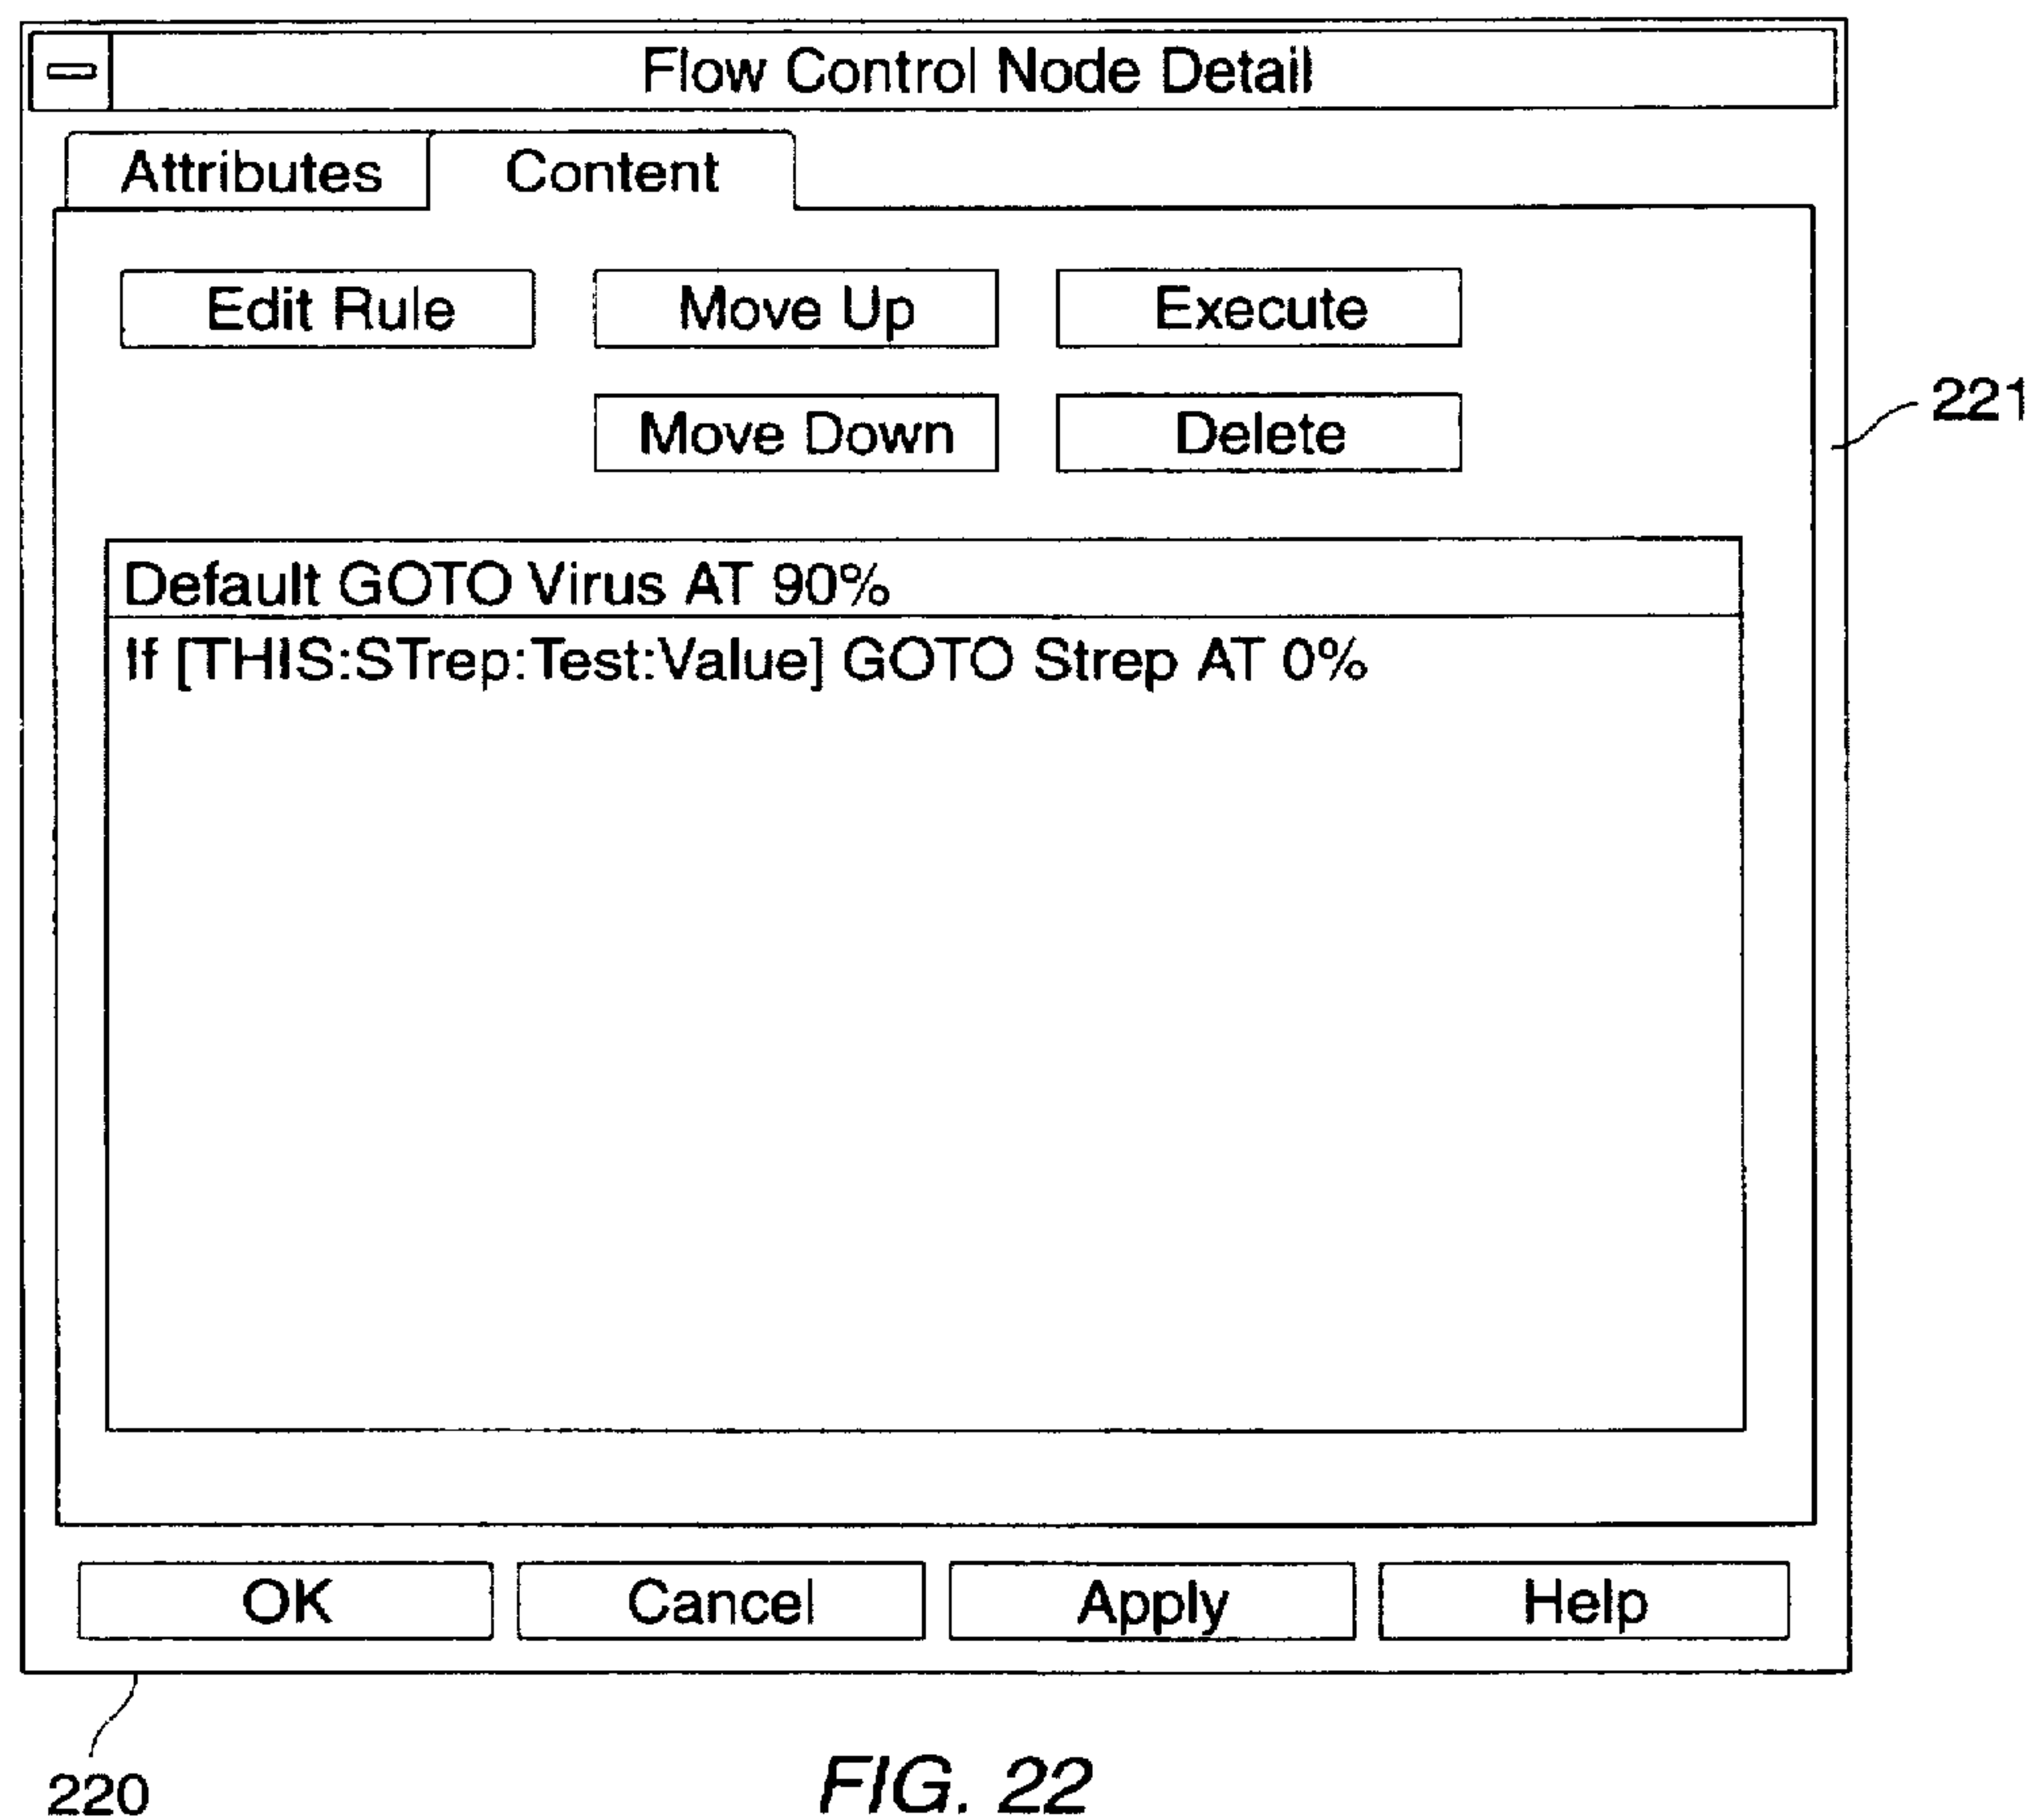 Flow Control Node Detail
Attributes Content
Edit Rule Move Up Execute
Move Down Delete
221
Default GOTO Virus AT 90%
If [THIS:STrep:Test:Value] GOTO Strep AT 0%
OK Cancel Apply Help
220
FIG. 22